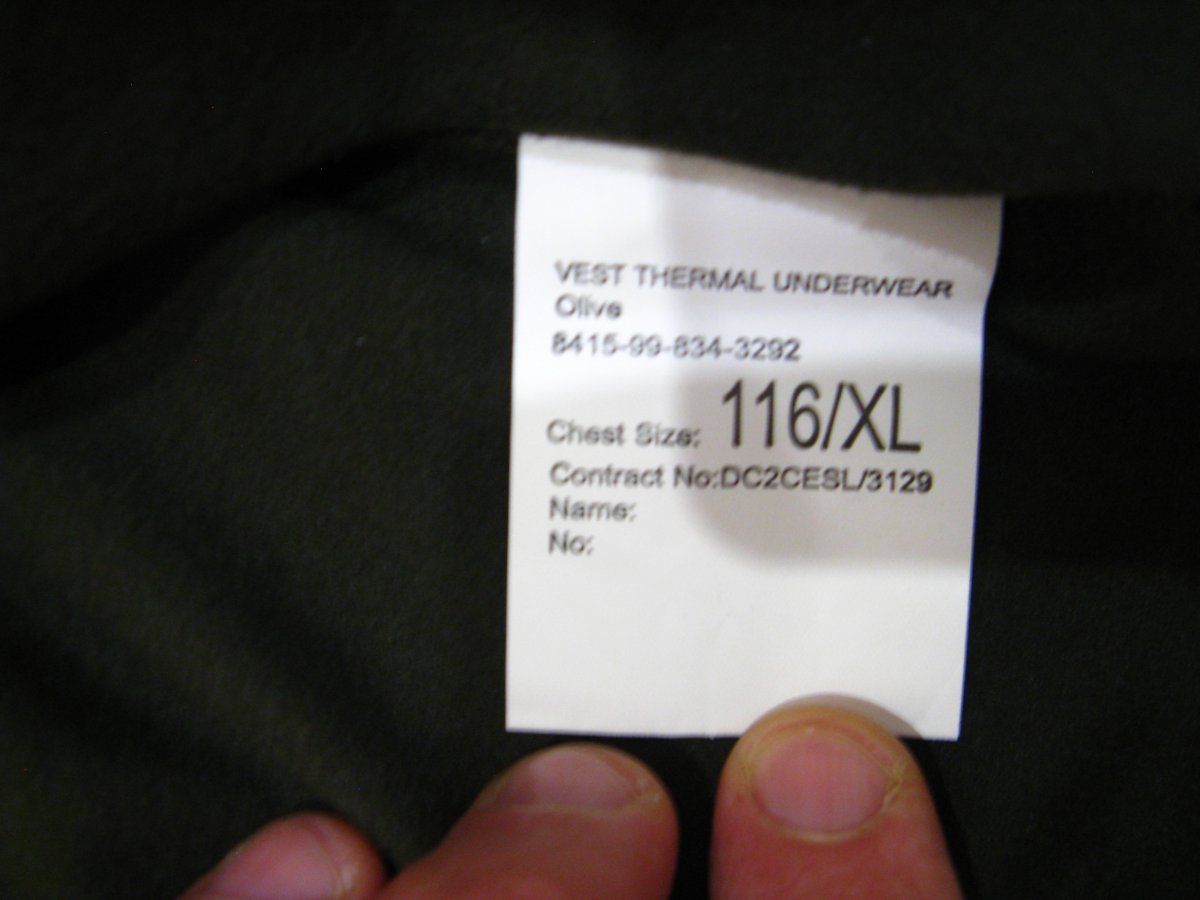 VEST THERMAL UNDERWEAR
Olive
8415-99-834-3292
Chest Size: 116/XL
Contract No:DC2CESL/3129
Name:
No: